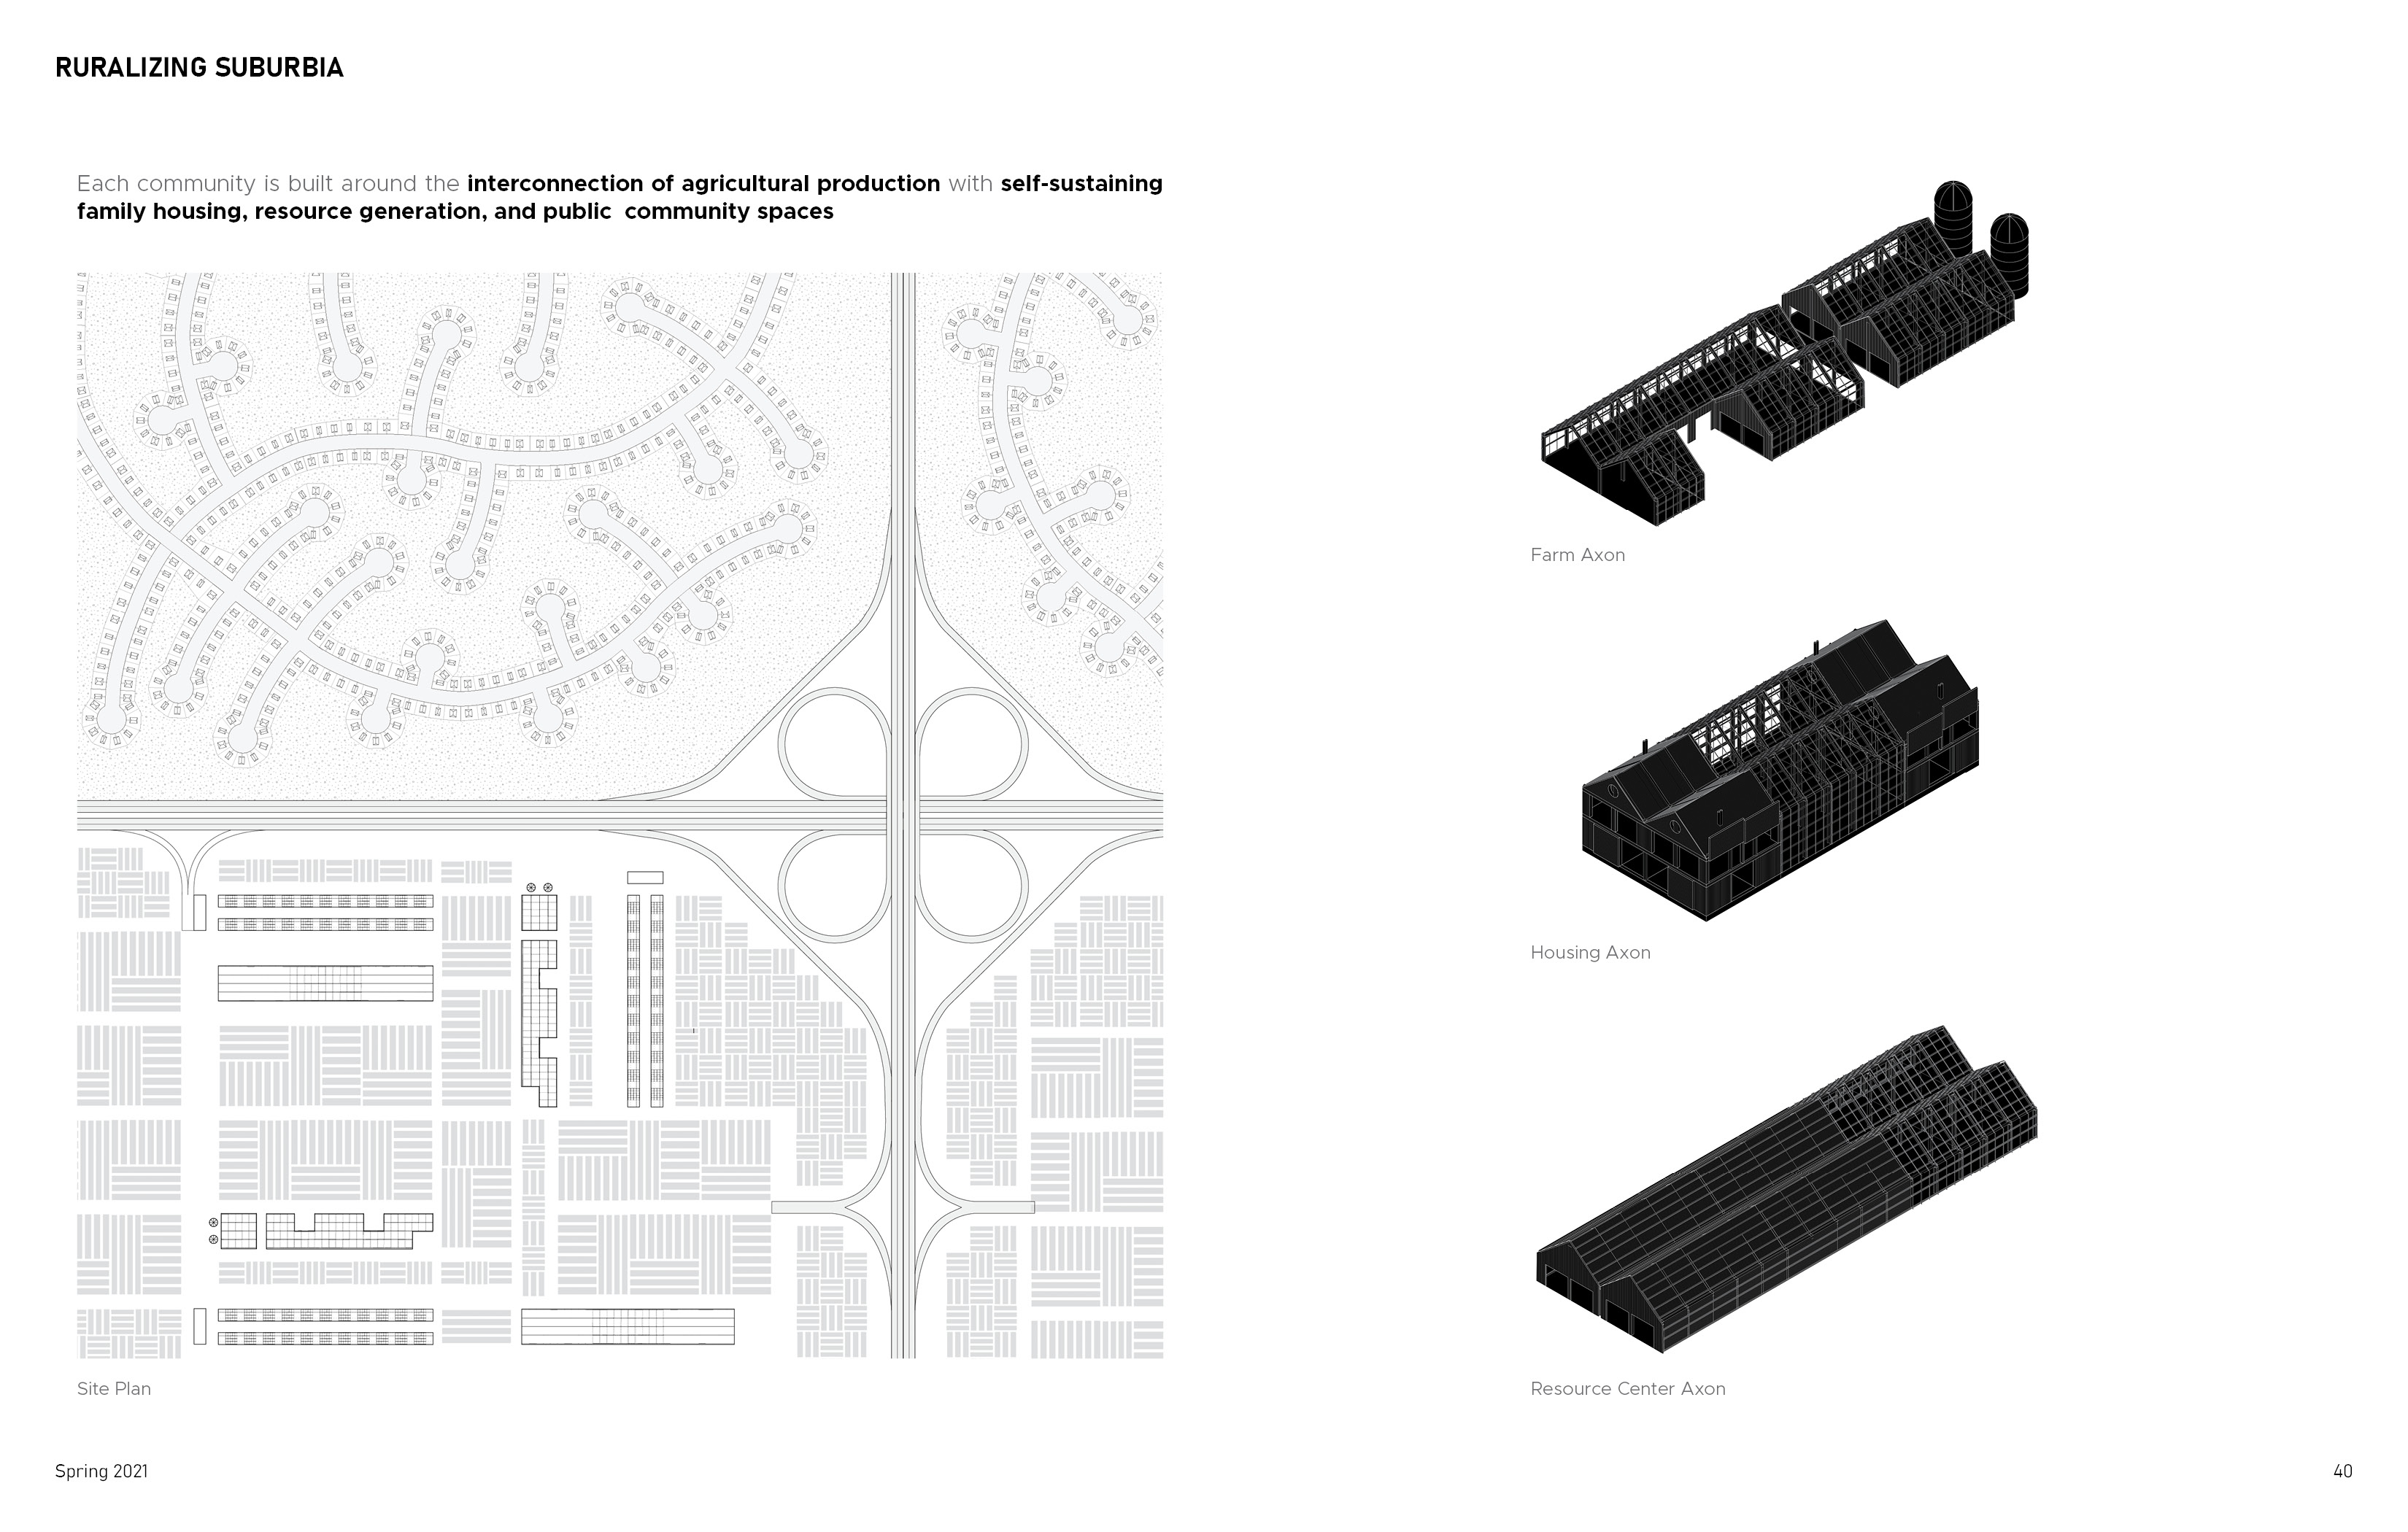 RURALIZING SUBURBIA
Each community is built around the interconnection of agricultural production with self-sustaining
family housing, resource generation, and public  community spaces
Farm Axon
Housing Axon
Site Plan
Resource Center Axon
Spring 2021
40